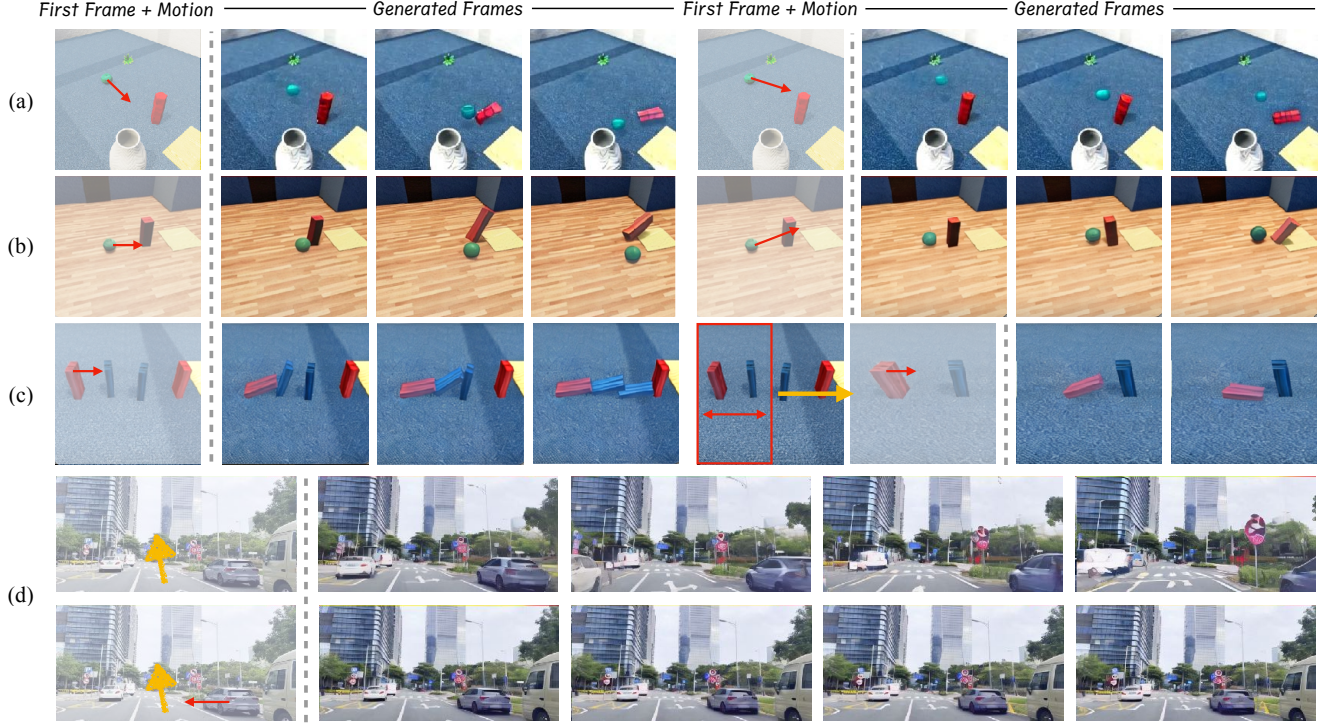 First Frame + Motion Generated Frames First Frame + Motion Generated Frames
(a)
(b)
(c)
(d)